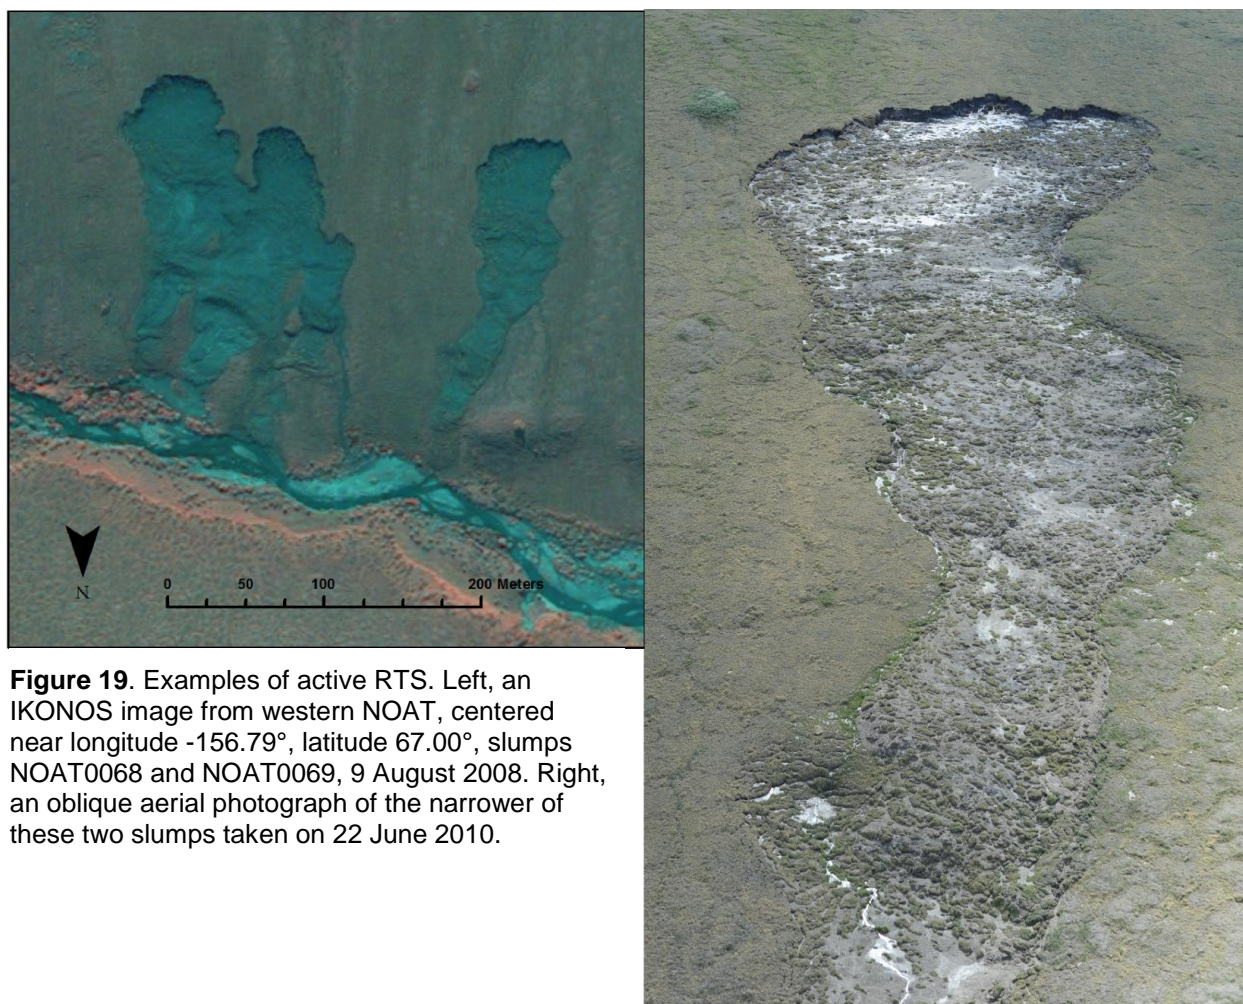 N
0 50 100 200 Meters
Figure 19. Examples of active RTS. Left, an
IKONOS image from western NOAT, centered
near longitude -156.79°, latitude 67.00°, slumps
NOAT0068 and NOAT0069, 9 August 2008. Right,
an oblique aerial photograph of the narrower of
these two slumps taken on 22 June 2010.